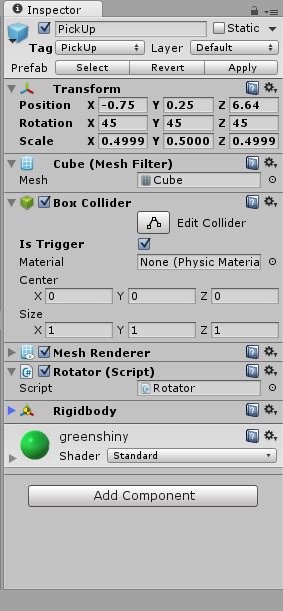 Inspector
PickUp Static
Tag PickUp Layer Default
Prefab Select Revert Apply
Transform
Position X -0.75 Y 0.25 Z 6.64
Rotation X 45 Y 45 Z 45
Scale X 0.4999 Y 0.5000 Z 0.4999
Cube (Mesh Filter)
Mesh Cube
Box Collider
Edit Collider
Is Trigger
Material None (Physic Materia
Center
X 0 Y 0 Z 0
Size
X 1 Y 1 Z 1
Mesh Renderer
Rotator (Script)
Script Rotator
Rigidbody
greenshiny
Shader Standard
Add Component